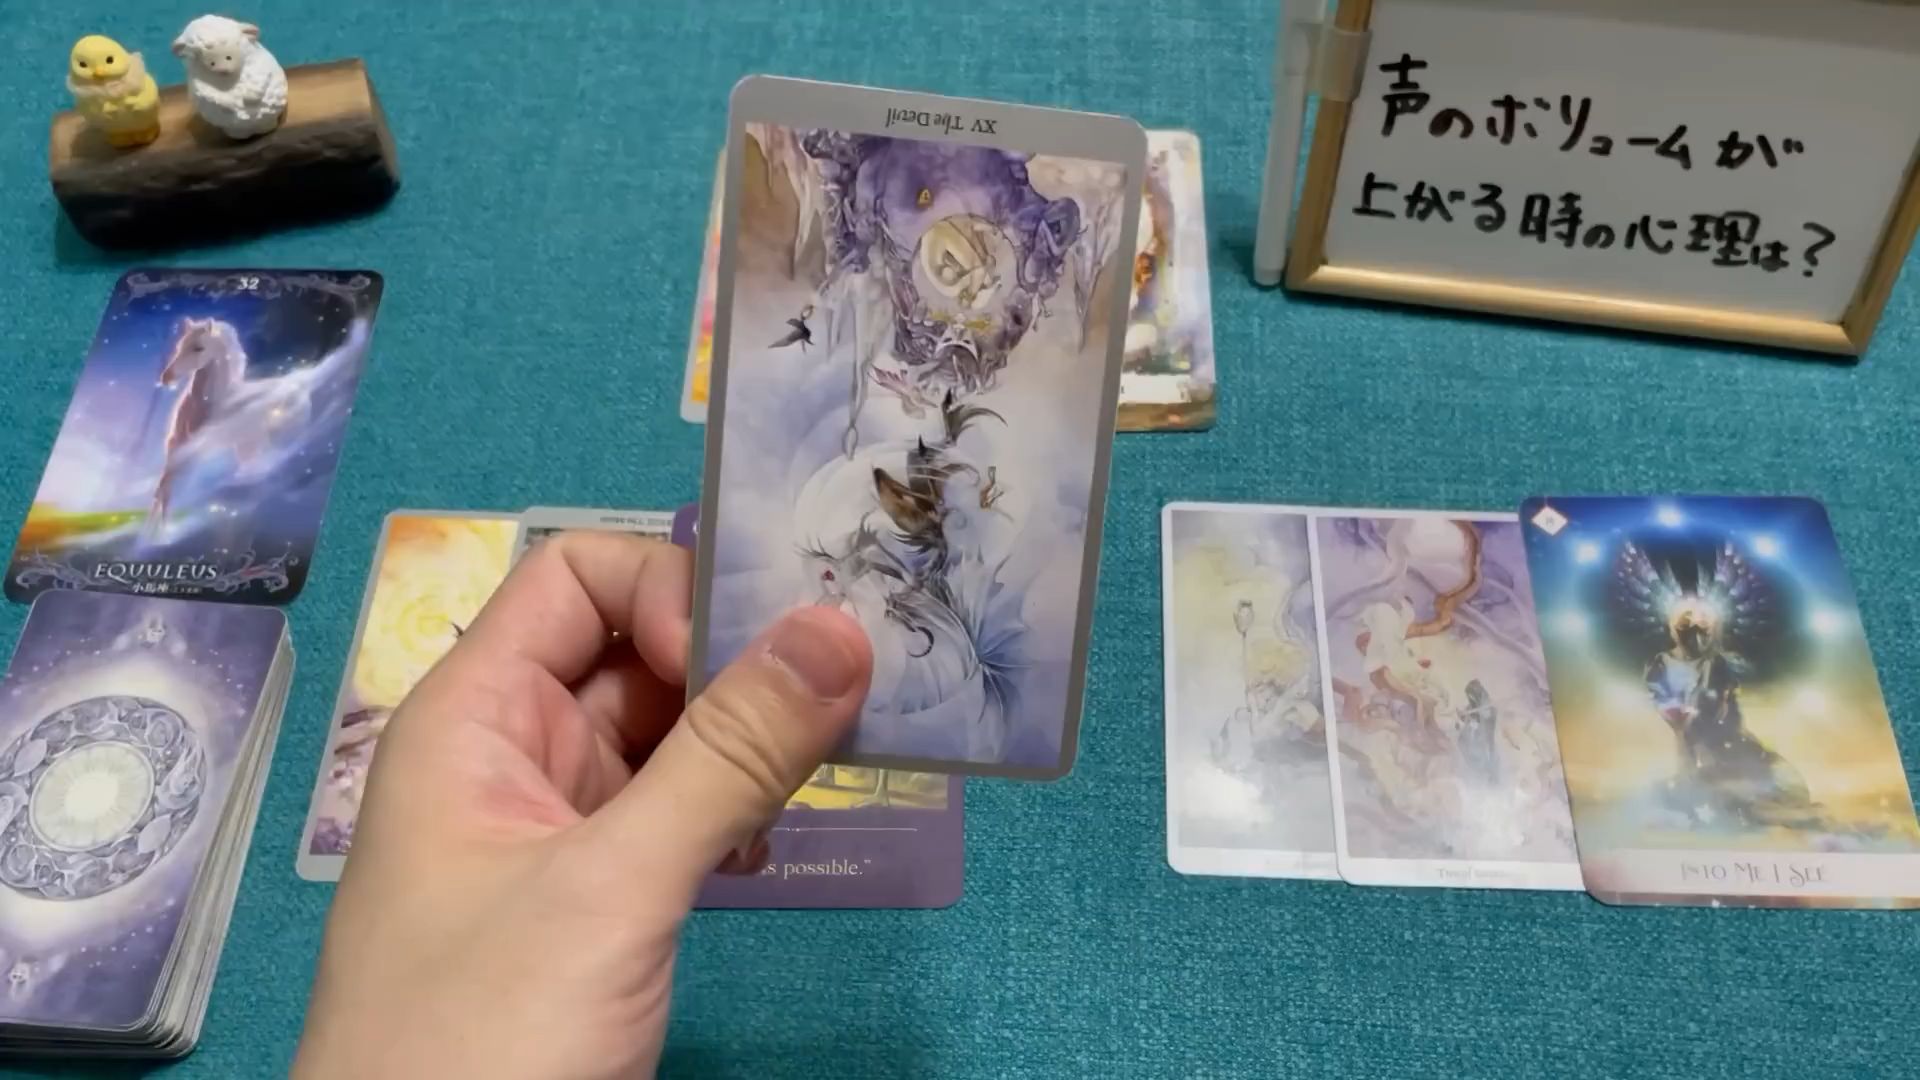 声のボリュームが
上がる時の心理は?
XV The Devil
32
EQUULEUS
小馬座
is possible."
INTO ME I SEE